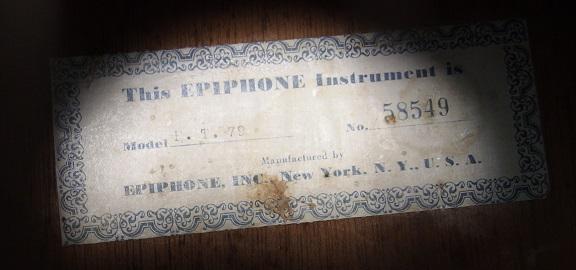 This EPIPHONE Instrument is
Model F. T. 79 No. 58549
Manufactured by
EPIPHONE, INC., New York, N. Y., U. S. A.